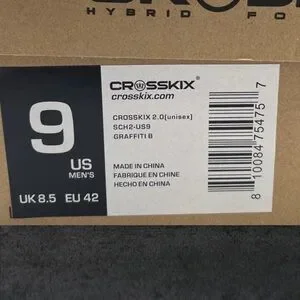 HYBRID FO
CROSSKIX®
crosskix.com
9
US
MEN'S
UK 8.5 EU 42
CROSSKIX 2.0[unisex]
SCH2-US9
GRAFFITI B
MADE IN CHINA
FABRIQUE EN CHINE
HECHO EN CHINA
8 10084 75475 7